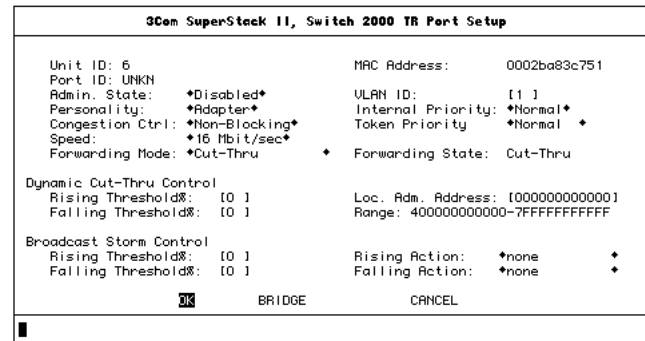 3Com SuperStack II, Switch 2000 TR Port Setup
Unit ID: 6 MAC Address: 0002ba83c751
Port ID: UNKN
Admin. State: ◆Disabled◆ VLAN ID: [1 ]
Personality: ◆Adapter◆ Internal Priority: ◆Normal◆
Congestion Ctrl: ◆Non-Blocking◆ Token Priority ◆Normal ◆
Speed: ◆16 Mbit/sec◆
Forwarding Mode: ◆Cut-Thru ◆ Forwarding State: Cut-Thru
Dynamic Cut-Thru Control
Rising Threshold%: [0 ] Loc. Adm. Address: [000000000000]
Falling Threshold%: [0 ] Range: 400000000000-7FFFFFFFFFFF
Broadcast Storm Control
Rising Threshold%: [0 ] Rising Action: ◆none ◆
Falling Threshold%: [0 ] Falling Action: ◆none ◆
OK BRIDGE CANCEL